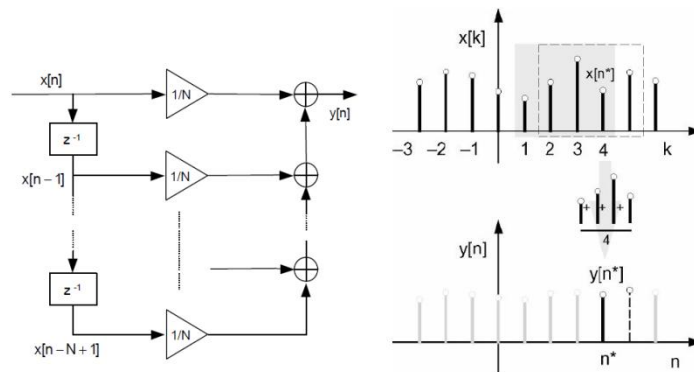 x[n]
1/N
y[n]
z⁻¹
x[n–1]
1/N
z⁻¹
1/N
x[n–N+1]
x[k]
x[n*]
–3 –2 –1 1 2 3 4 k
+ + +
4
y[n]
y[n*]
n* n